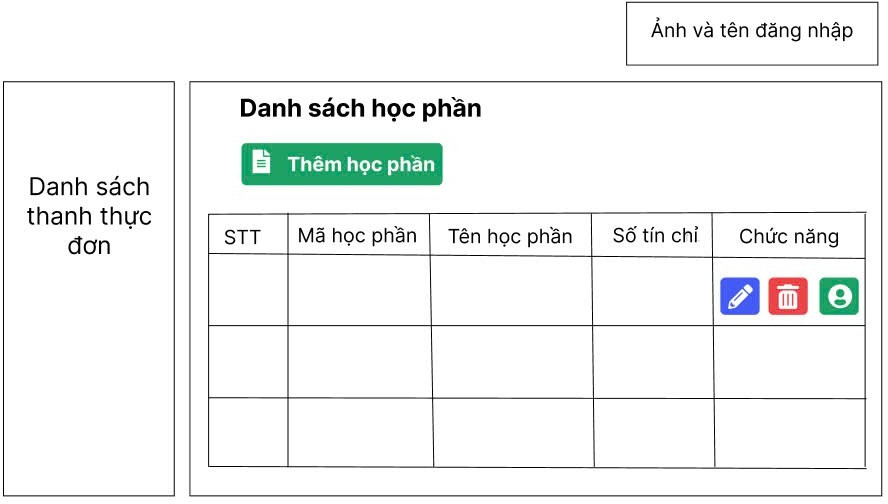 Ảnh và tên đăng nhập
Danh sách
thanh thực
đơn
Danh sách học phần
Thêm học phần
STT
Mã học phần
Tên học phần
Số tín chỉ
Chức năng